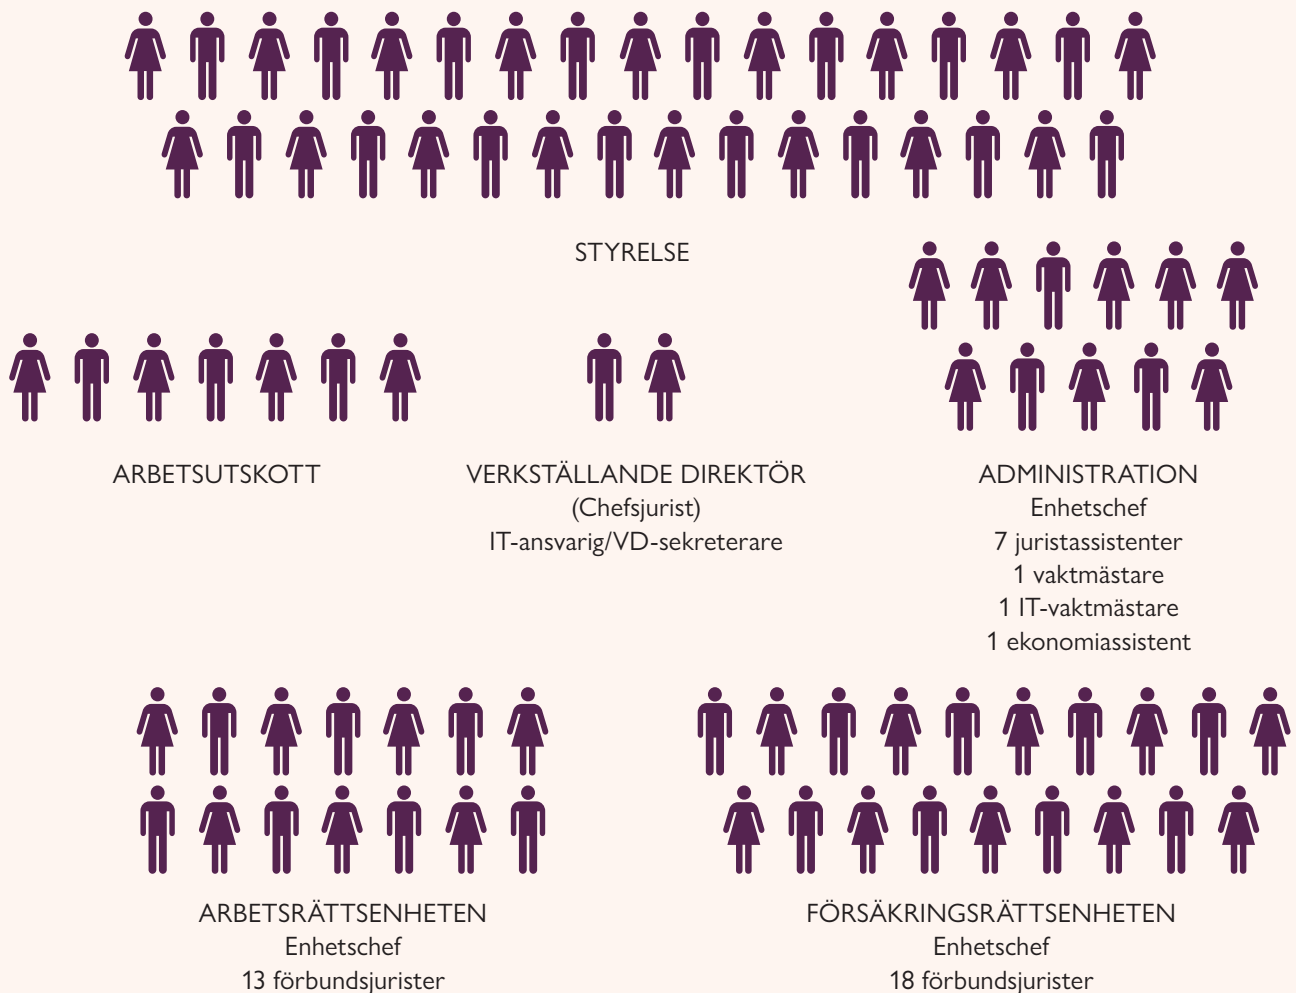 STYRELSE
ARBETSUTSKOTT
VERKSTÄLLANDE DIREKTÖR
(Chefsjurist)
IT-ansvarig/VD-sekreterare
ADMINISTRATION
Enhetschef
7 juristassistenter
1 vaktmästare
1 IT-vaktmästare
1 ekonomiassistent
ARBETSRÄTTSENHETEN
Enhetschef
13 förbundsjurister
FÖRSÄKRINGSRÄTTSENHETEN
Enhetschef
18 förbundsjurister